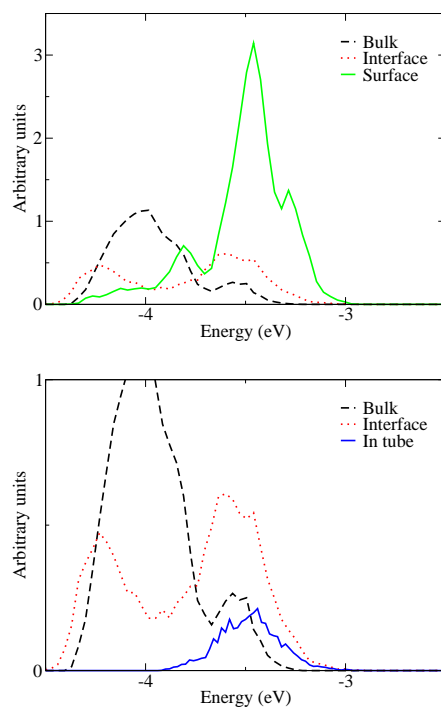 3
2
1
0
Arbitrary units
Bulk
Interface
Surface
-4
-3
Energy (eV)
1
0
Arbitrary units
Bulk
Interface
In tube
-4
-3
Energy (eV)